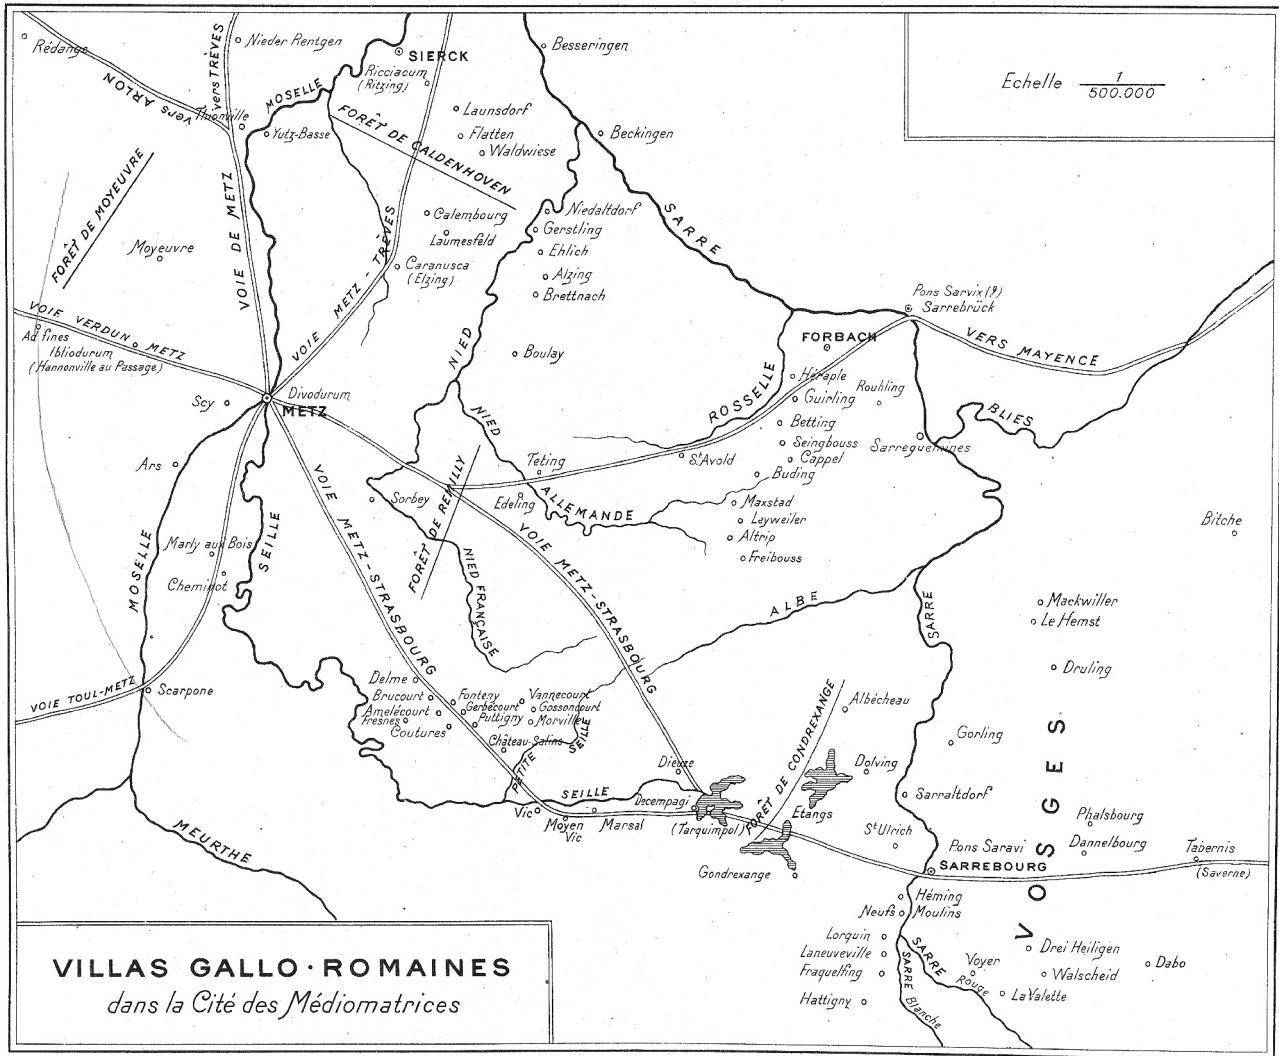 Echelle 1/500.000
Rédange
Nieder Rentgen
vers TRÈVES
vers ARLON
SIERCK
Ricciacum
(Ritzing)
Besseringen
MOSELLE
Thionville
Yutz-Basse
FORÊT DE CALDENHOVEN
Launsdorf
Flatten
Waldwiese
Beckingen
FORÊT DE MOYEUVRE
Moyeuvre
VOIE DE METZ
VOIE METZ - TRÈVES
Calembourg
Laumesfeld
Caranusca
(Elzing)
Niedaltdorf
Gerstling
Ehlich
Alzing
Brettnach
SARRE
Pons Sarvix (?)
Sarrebrück
VERS MAYENCE
VOIE VERDUN METZ
Ad fines
Ibliodurum
(Hannonville au Passage)
NIED
Boulay
FORBACH
ROSSELLE
Héraple
Guirling
Rouhling
Betting
Seingbouss
Cappel
Buding
Sarreguemines
BLIES
Scy
Divodurum
METZ
NIED
ALLEMANDE
Ars
Sorbey
FORÊT DE REMILLY
Teting
Edeling
St Avold
Maxstad
Leyweiler
Altrip
Freibouss
Bitche
MOSELLE
SEILLE
Marly aux Bois
Cheminot
VOIE METZ-STRASBOURG
VOIE METZ-STRASBOURG
NIED FRANÇAISE
ALBE
SARRE
Mackwiller
Le Hemst
Druling
VOIE TOUL-METZ
Scarpone
Delme
Brucourt
Amelécourt
Fresnes
Coutures
Fonteny
Gerbécourt
Puttigny
Vannecourt
Gossoncourt
Morville
Château-Salins
PETITE SEILLE
FORÊT DE CONDREXANGE
Albécheau
Gorling
VOSGES
Dieuze
Dolving
Sarraltdorf
SEILLE
Decempagi
(Tarquimpol)
Etangs
Vic
Moyen
Vic
Marsal
MEURTHE
St Ulrich
Phalsbourg
Dannelbourg
Pons Saravi
SARREBOURG
Tabernis
(Saverne)
Gondrexange
Héming
Neufs Moulins
Lorquin
Laneuveville
Fraquelfing
Hattigny
SARRE Blanche
SARRE Rouge
Voyer
Drei Heiligen
Walscheid
La Valette
Dabo
VILLAS GALLO·ROMAINES
dans la Cité des Médiomatrices